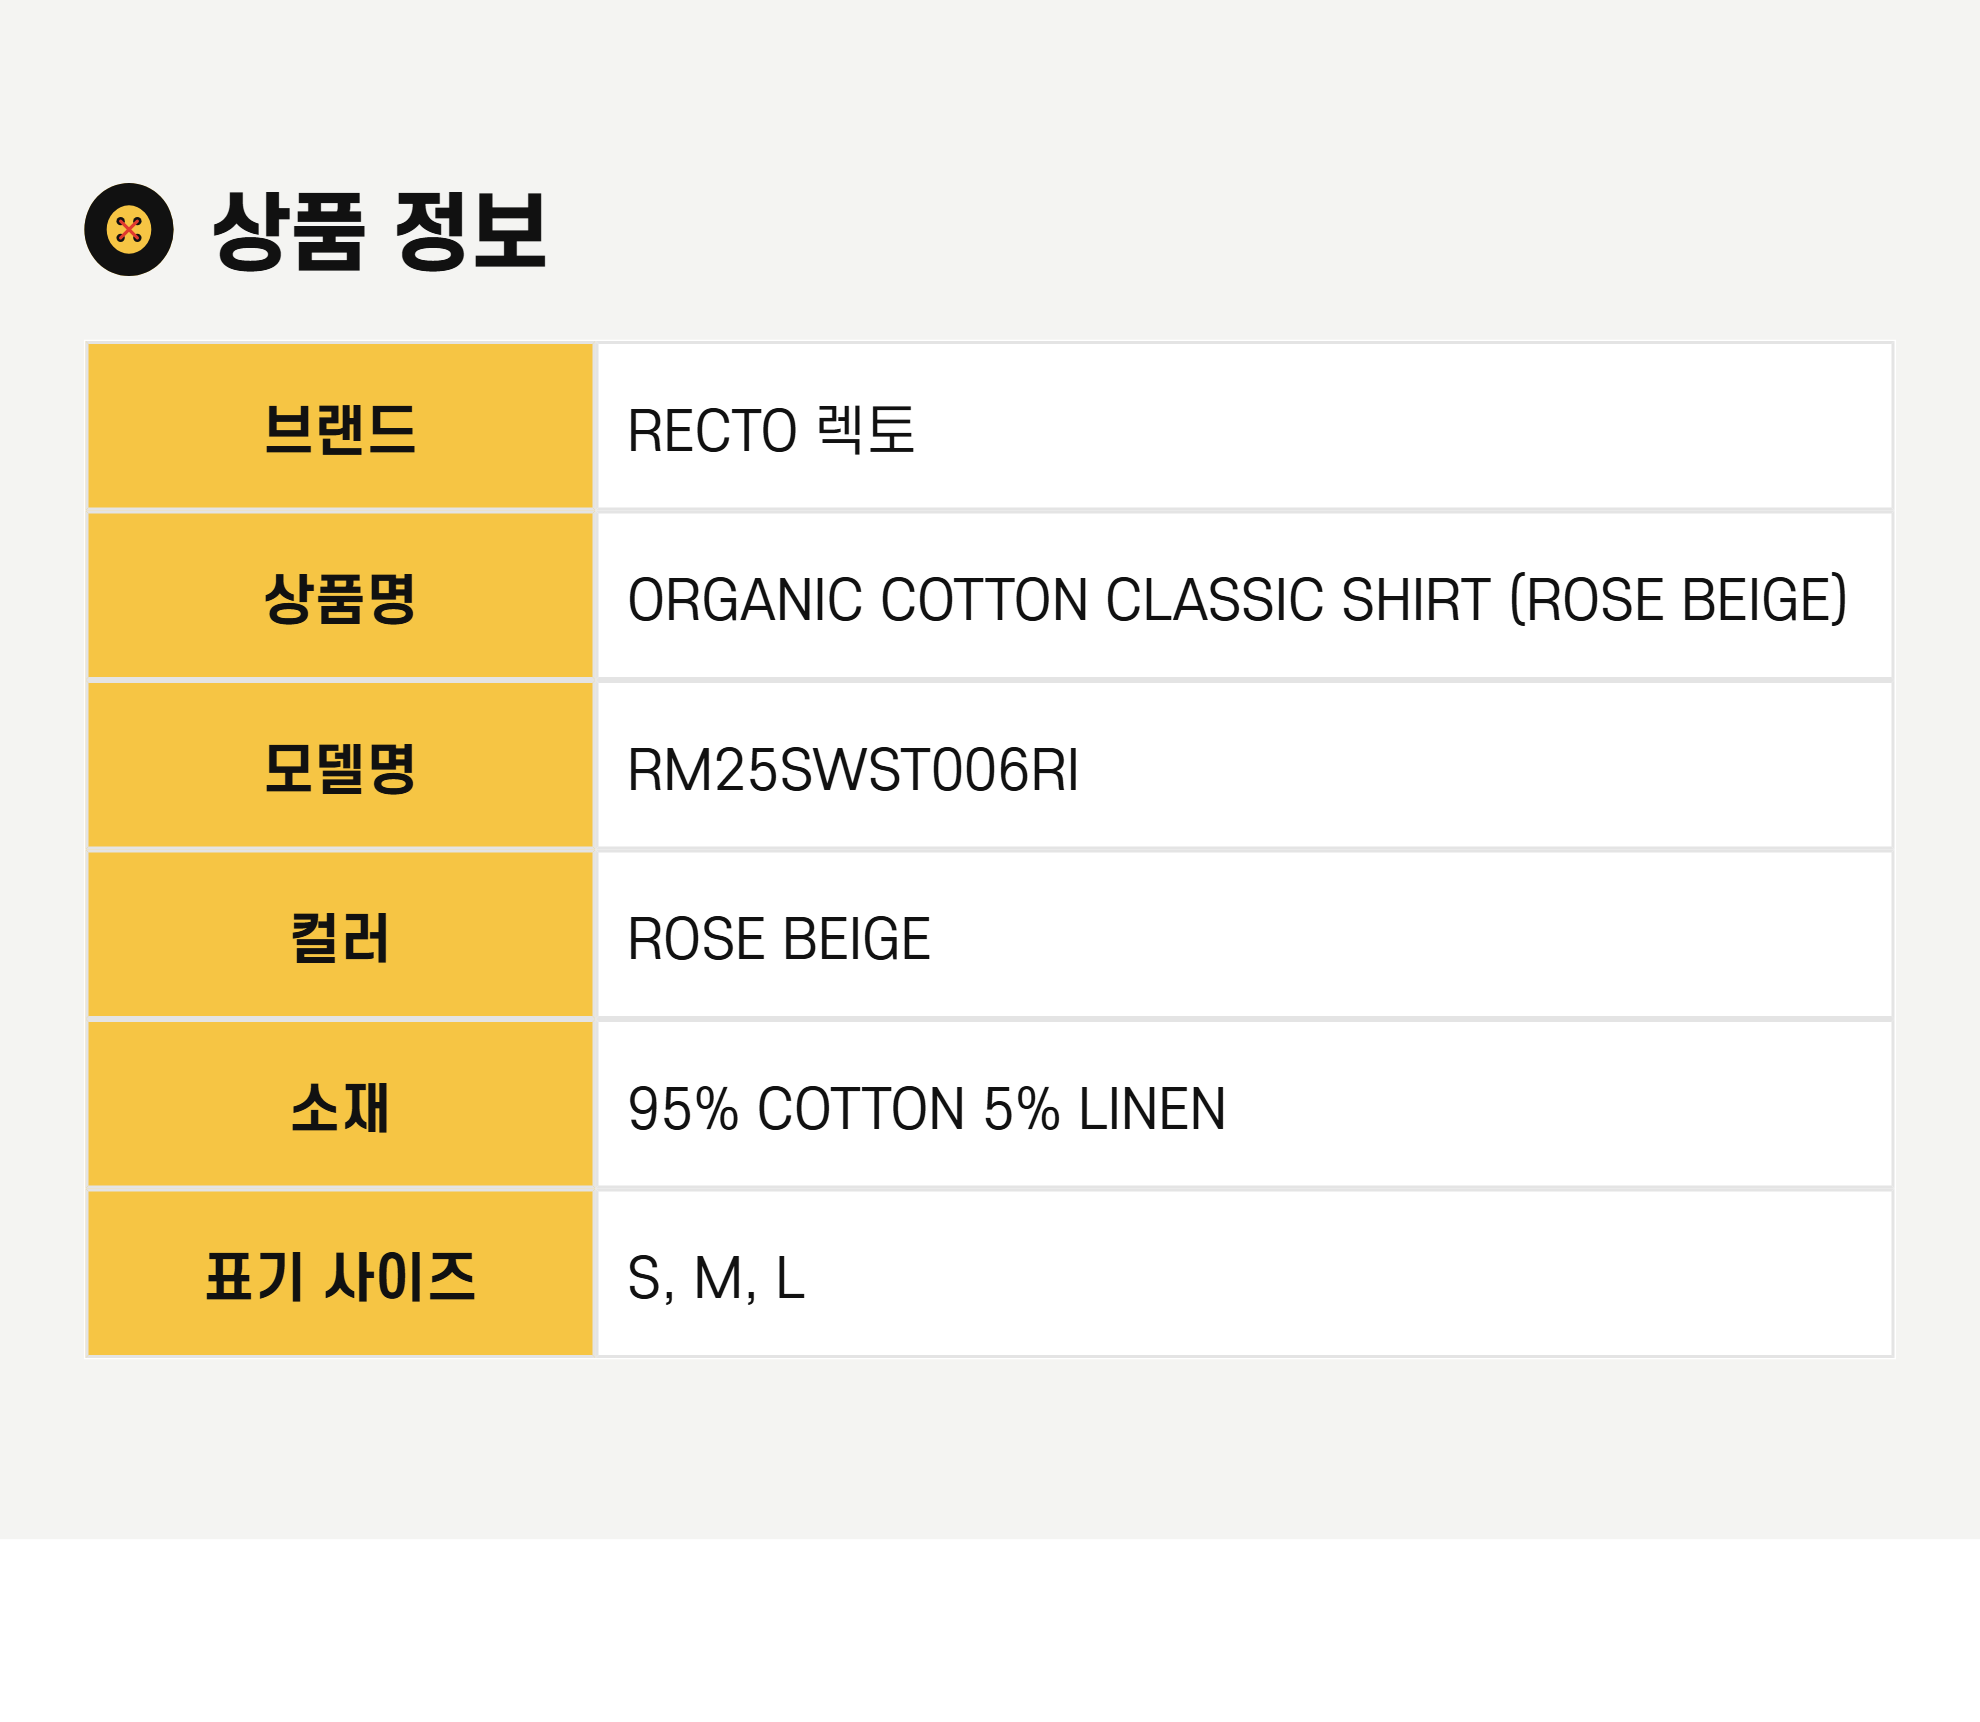 상품 정보
브랜드 RECTO 렉토
상품명 ORGANIC COTTON CLASSIC SHIRT (ROSE BEIGE)
모델명 RM25SWST006RI
컬러 ROSE BEIGE
소재 95% COTTON 5% LINEN
표기 사이즈 S, M, L